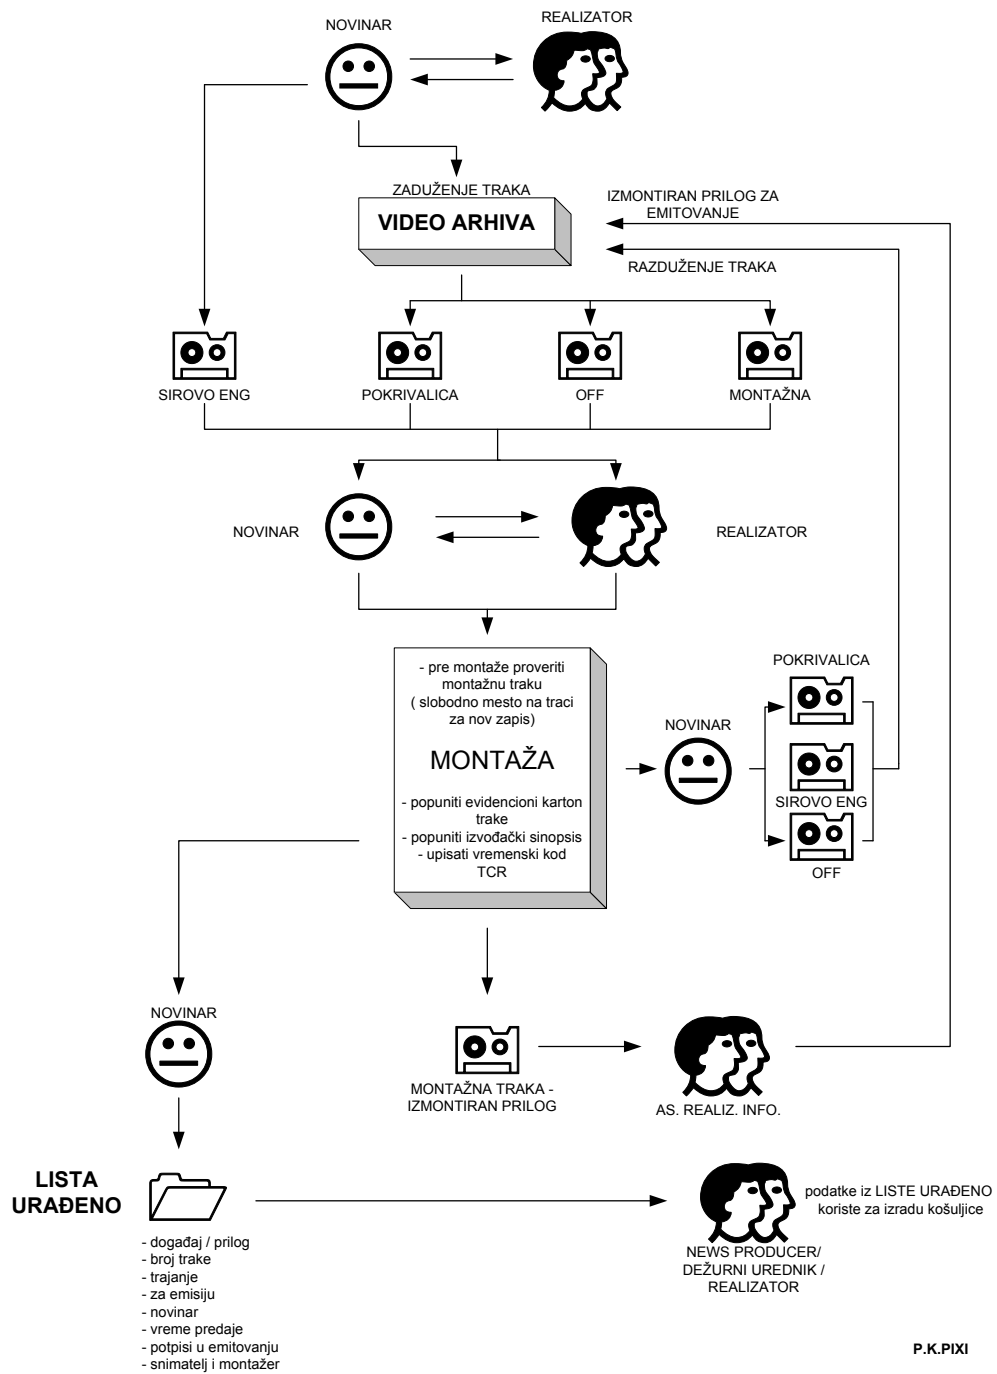 NOVINAR
REALIZATOR
ZADUŽENJE TRAKA
VIDEO ARHIVA
IZMONTIRAN PRILOG ZA
EMITOVANJE
RAZDUŽENJE TRAKA
SIROVO ENG
POKRIVALICA
OFF
MONTAŽNA
NOVINAR
REALIZATOR
- pre montaže proveriti
montažnu traku
( slobodno mesto na traci
za nov zapis)
MONTAŽA
- popuniti evidencioni karton
trake
- popuniti izvođački sinopsis
- upisati vremenski kod
TCR
NOVINAR
POKRIVALICA
SIROVO ENG
OFF
NOVINAR
MONTAŽNA TRAKA -
IZMONTIRAN PRILOG
AS. REALIZ. INFO.
LISTA
URAĐENO
- događaj / prilog
- broj trake
- trajanje
- za emisiju
- novinar
- vreme predaje
- potpisi u emitovanju
- snimatelj i montažer
podatke iz LISTE URAĐENO
koriste za izradu košuljice
NEWS PRODUCER/
DEŽURNI UREDNIK /
REALIZATOR
P.K.PIXI